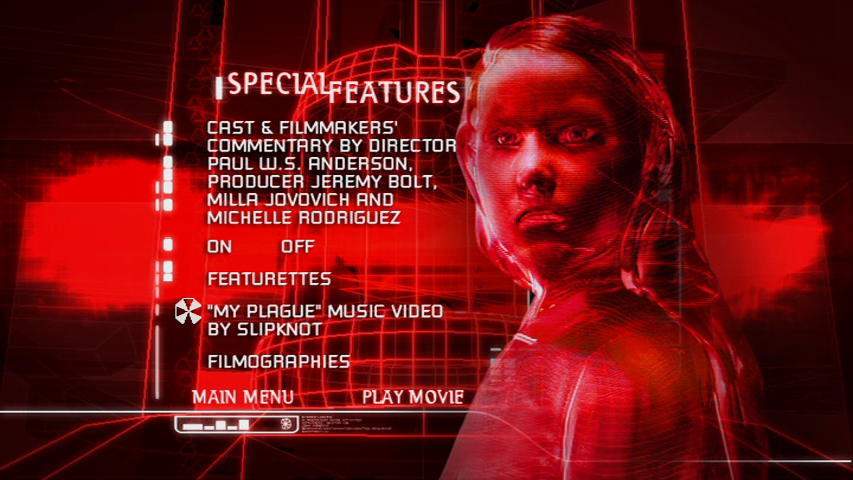 SPECIAL FEATURES
CAST & FILMMAKERS'
COMMENTARY BY DIRECTOR
PAUL W.S. ANDERSON,
PRODUCER JEREMY BOLT,
MILLA JOVOVICH AND
MICHELLE RODRIGUEZ
ON OFF
FEATURETTES
"MY PLAGUE" MUSIC VIDEO
BY SLIPKNOT
FILMOGRAPHIES
MAIN MENU PLAY MOVIE